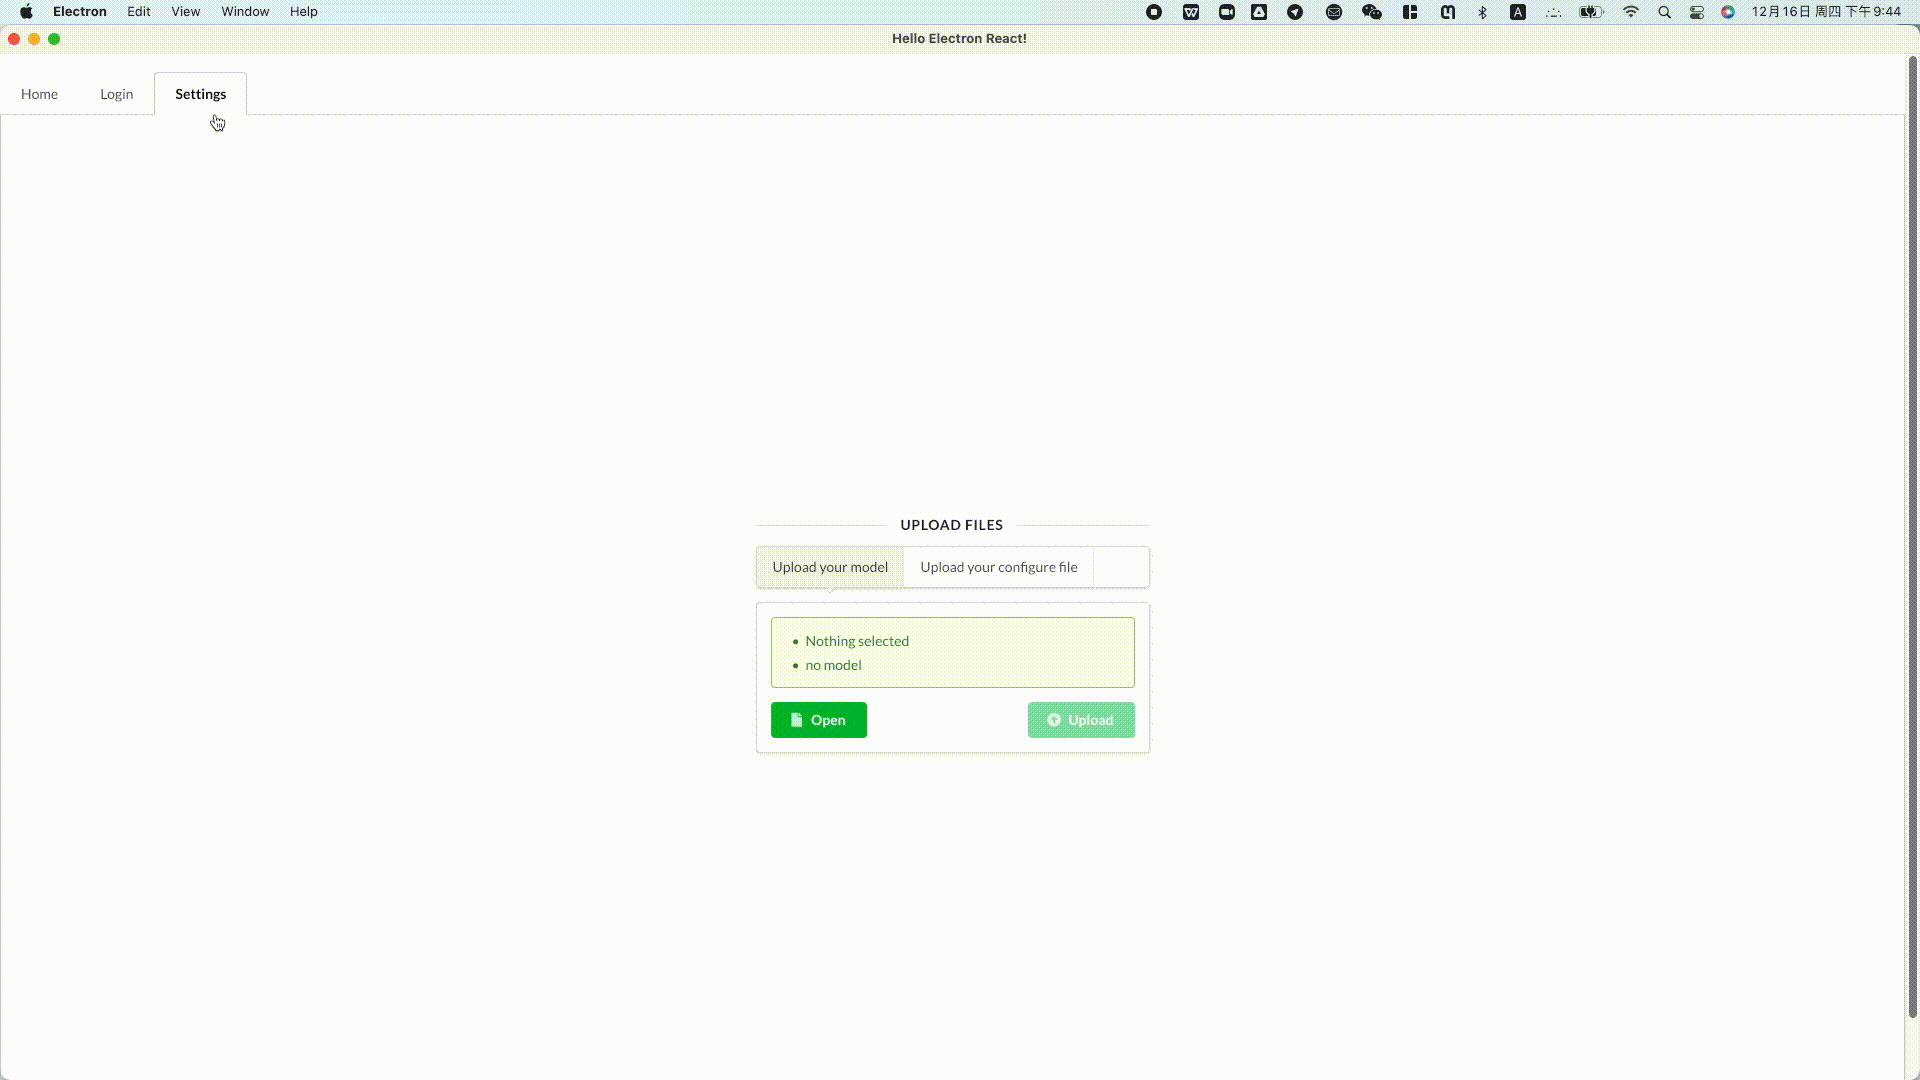 Electron Edit View Window Help 12月16日 周四 下午9:44
Hello Electron React!
Home Login Settings
UPLOAD FILES
Upload your model Upload your configure file
Nothing selected
no model
Open Upload